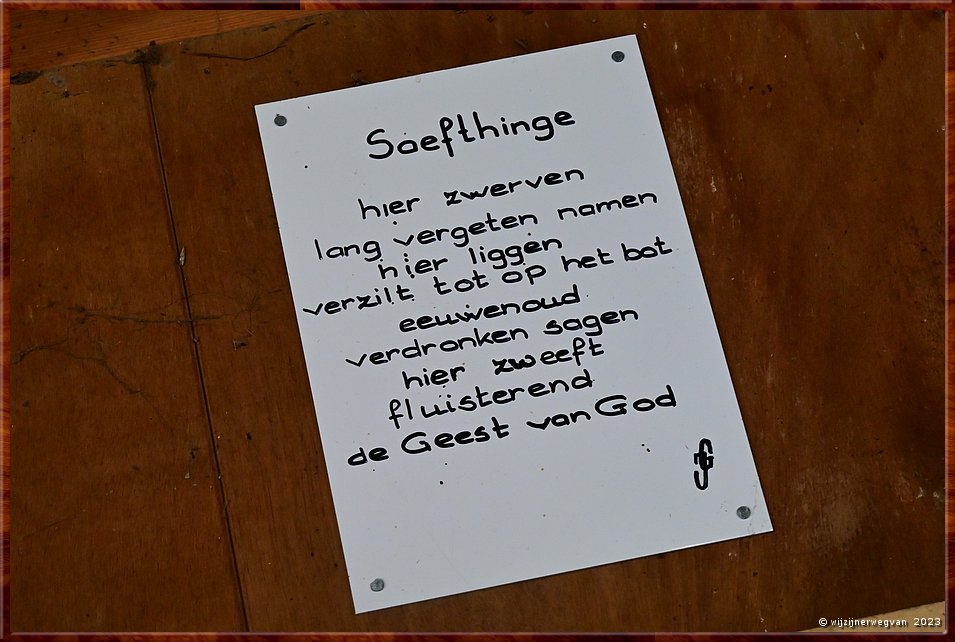 Saefthinge
hier zwerven
lang vergeten namen
hier liggen
verzilt tot op het bot
eeuwenoud
verdronken sagen
hier zweeft
fluisterend
de Geest van God
© wijzijnerwegvan 2023